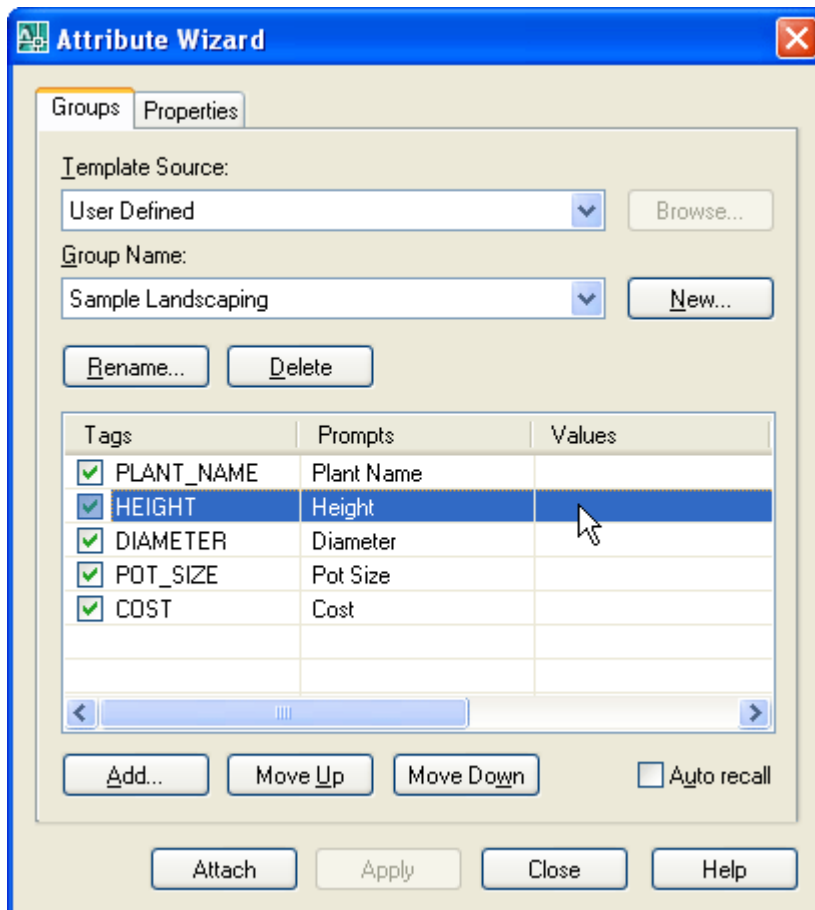 Attribute Wizard
Groups Properties
Template Source:
User Defined Browse...
Group Name:
Sample Landscaping New...
Rename... Delete
Tags Prompts Values
PLANT_NAME Plant Name
HEIGHT Height
DIAMETER Diameter
POT_SIZE Pot Size
COST Cost
Add... Move Up Move Down Auto recall
Attach Apply Close Help